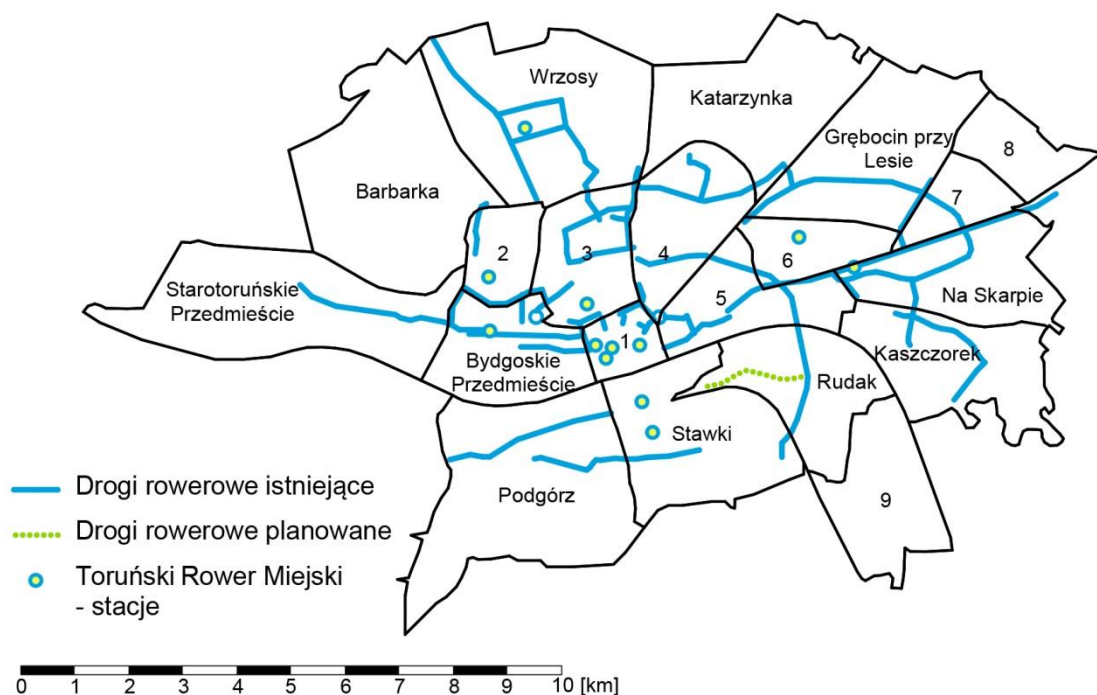 Wrzosy
Katarzynka
Grębocin przy
Lesie
8
Barbarka
7
2
3
4
6
Starotoruńskie
Przedmieście
5
Na Skarpie
1
Bydgoskie
Przedmieście
Kaszczorek
Rudak
Stawki
Podgórz
9
Drogi rowerowe istniejące
Drogi rowerowe planowane
Toruński Rower Miejski
- stacje
0 1 2 3 4 5 6 7 8 9 10 [km]